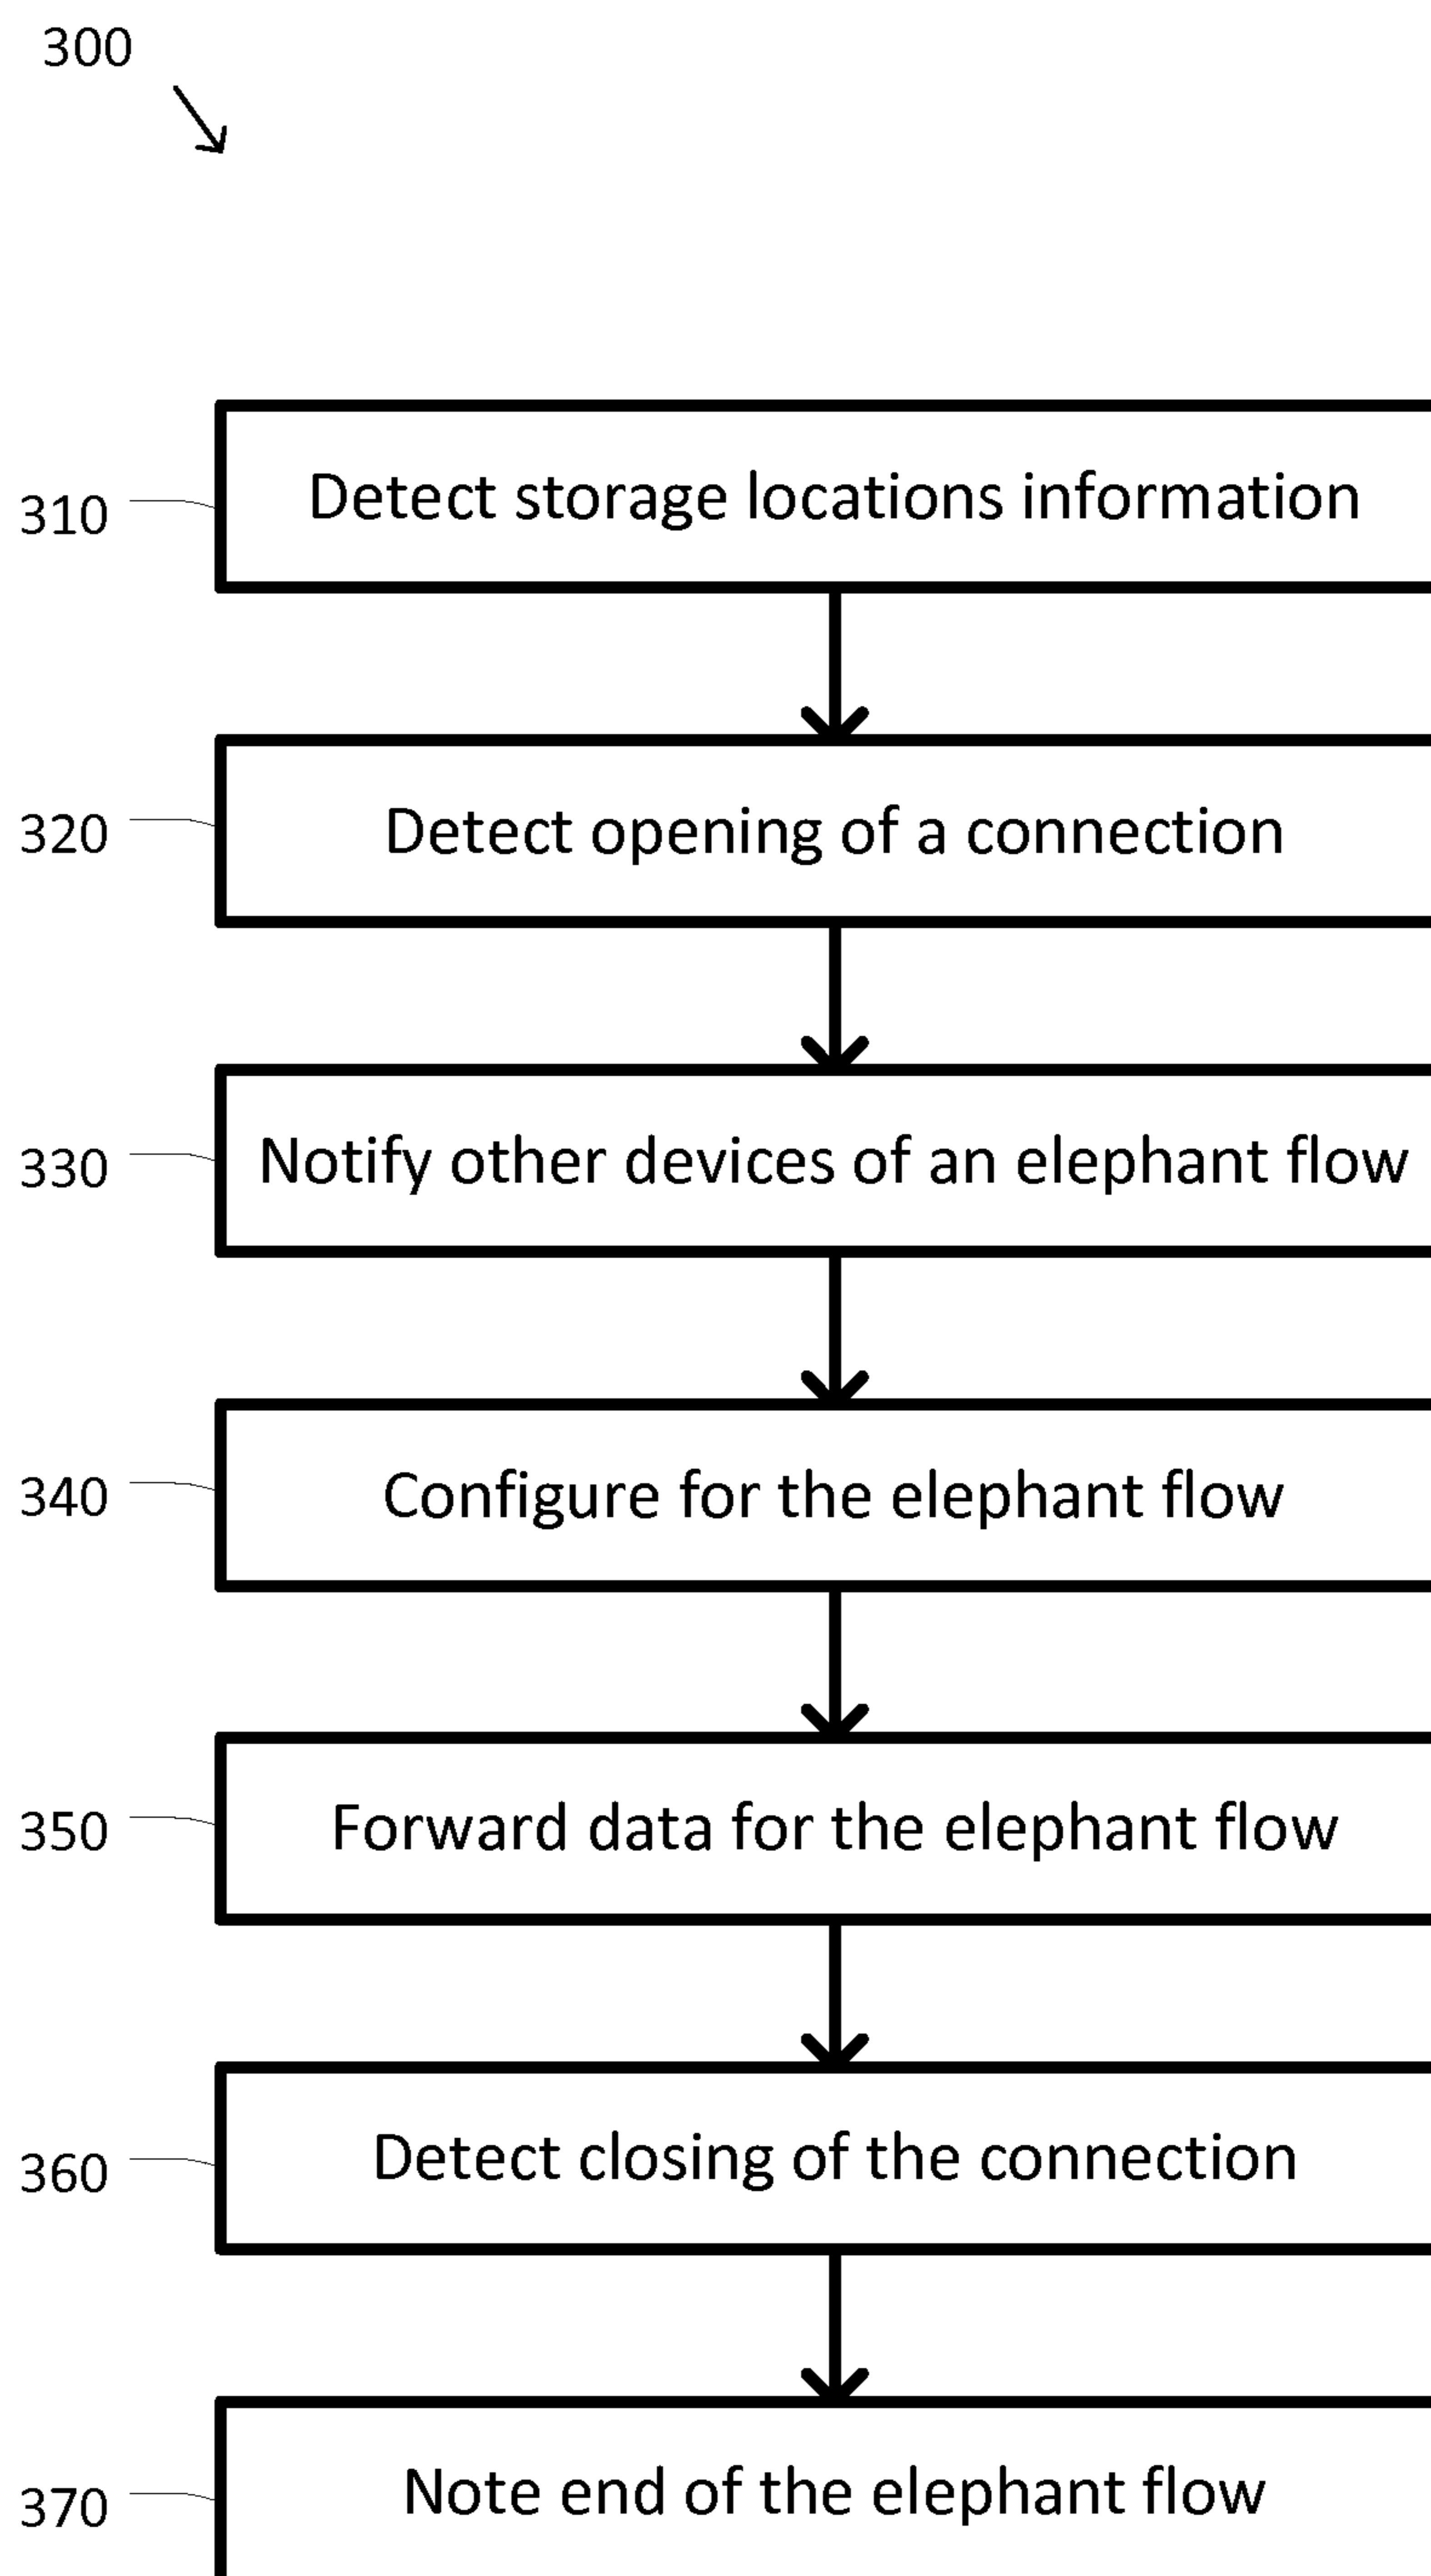 300
310 Detect storage locations information
320 Detect opening of a connection
330 Notify other devices of an elephant flow
340 Configure for the elephant flow
350 Forward data for the elephant flow
360 Detect closing of the connection
370 Note end of the elephant flow